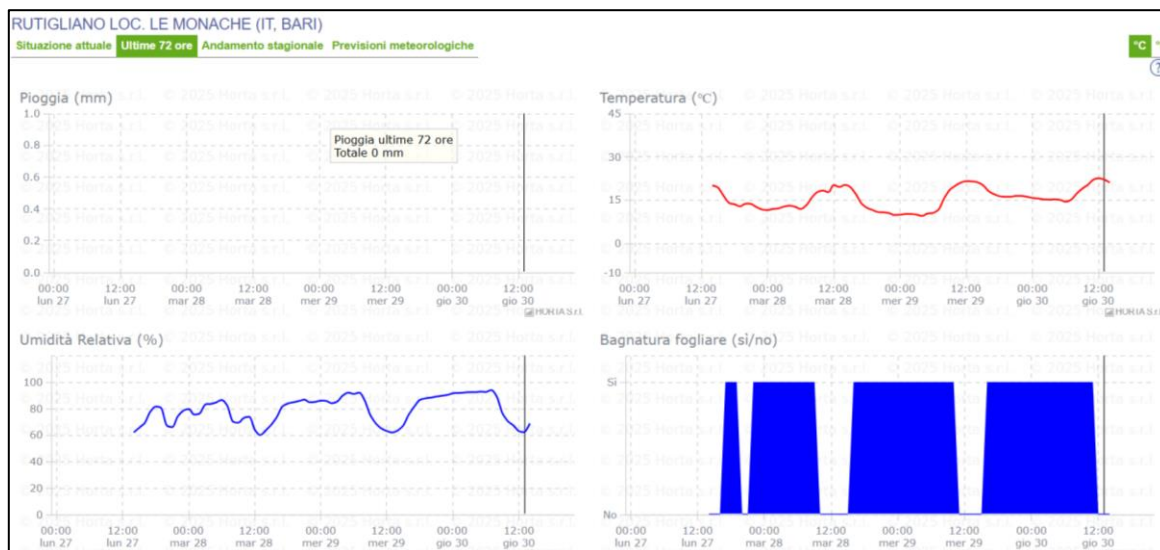 RUTIGLIANO LOC. LE MONACHE (IT, BARI)
Situazione attuale Ultime 72 ore Andamento stagionale Previsioni meteorologiche
°C
Pioggia (mm)
1.0
0.8
0.6
0.4
0.2
0.0
Pioggia ultime 72 ore
Totale 0 mm
00:00 12:00 00:00 12:00 00:00 12:00 00:00 12:00
lun 27 lun 27 mar 28 mar 28 mer 29 mer 29 gio 30 gio 30
HORTA S.r.l.
Temperatura (°C)
45
30
15
0
-10
00:00 12:00 00:00 12:00 00:00 12:00 00:00 12:00
lun 27 lun 27 mar 28 mar 28 mer 29 mer 29 gio 30 gio 30
HORTA S.r.l.
Umidità Relativa (%)
100
80
60
40
20
0
00:00 12:00 00:00 12:00 00:00 12:00 00:00 12:00
lun 27 lun 27 mar 28 mar 28 mer 29 mer 29 gio 30 gio 30
Bagnatura fogliare (sì/no)
Sì
No
00:00 12:00 00:00 12:00 00:00 12:00 00:00 12:00
lun 27 lun 27 mar 28 mar 28 mer 29 mer 29 gio 30 gio 30
© 2025 Horta s.r.l.